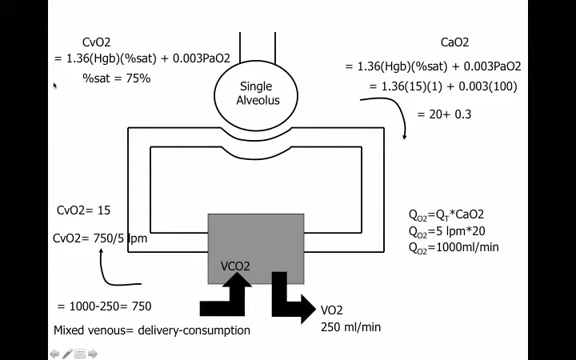 CvO2
= 1.36(Hgb)(%sat) + 0.003PaO2
%sat = 75%
CaO2
= 1.36(Hgb)(%sat) + 0.003PaO2
= 1.36(15)(1) + 0.003(100)
= 20+ 0.3
Single
Alveolus
CvO2= 15
CvO2= 750/5 lpm
= 1000-250= 750
Mixed venous= delivery-consumption
VCO2
VO2
250 ml/min
QO2=QT*CaO2
QO2=5 lpm*20
QO2=1000ml/min